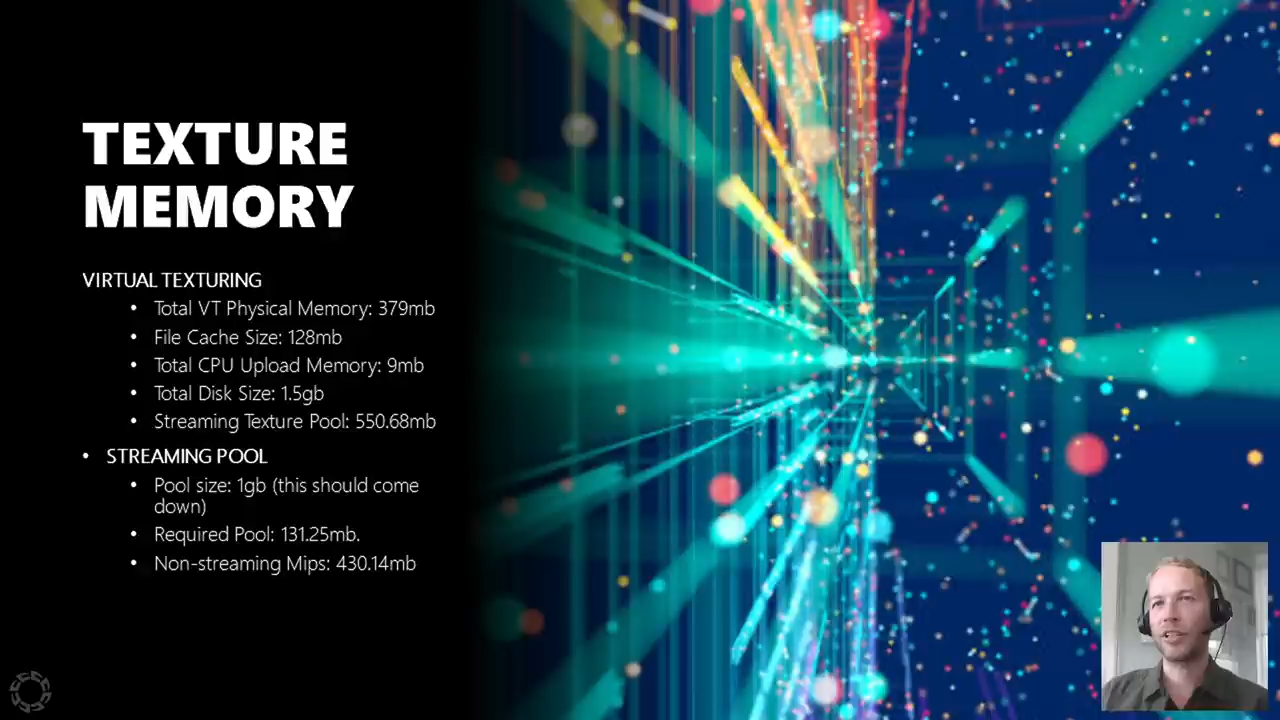 TEXTURE
MEMORY
VIRTUAL TEXTURING
• Total VT Physical Memory: 379mb
• File Cache Size: 128mb
• Total CPU Upload Memory: 9mb
• Total Disk Size: 1.5gb
• Streaming Texture Pool: 550.68mb
• STREAMING POOL
• Pool size: 1gb (this should come
down)
• Required Pool: 131.25mb.
• Non-streaming Mips: 430.14mb